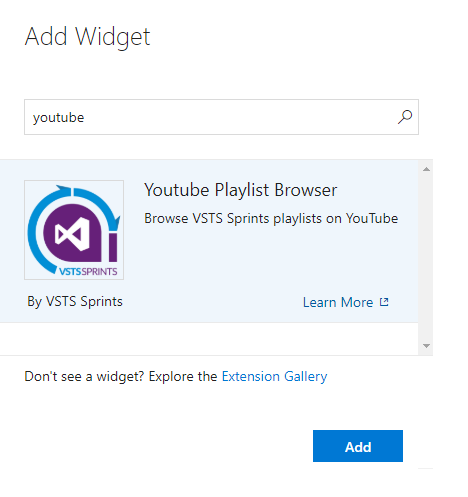 Add Widget
youtube
Youtube Playlist Browser
Browse VSTS Sprints playlists on YouTube
VSTSSPRINTS
By VSTS Sprints
Learn More
Don't see a widget? Explore the Extension Gallery
Add